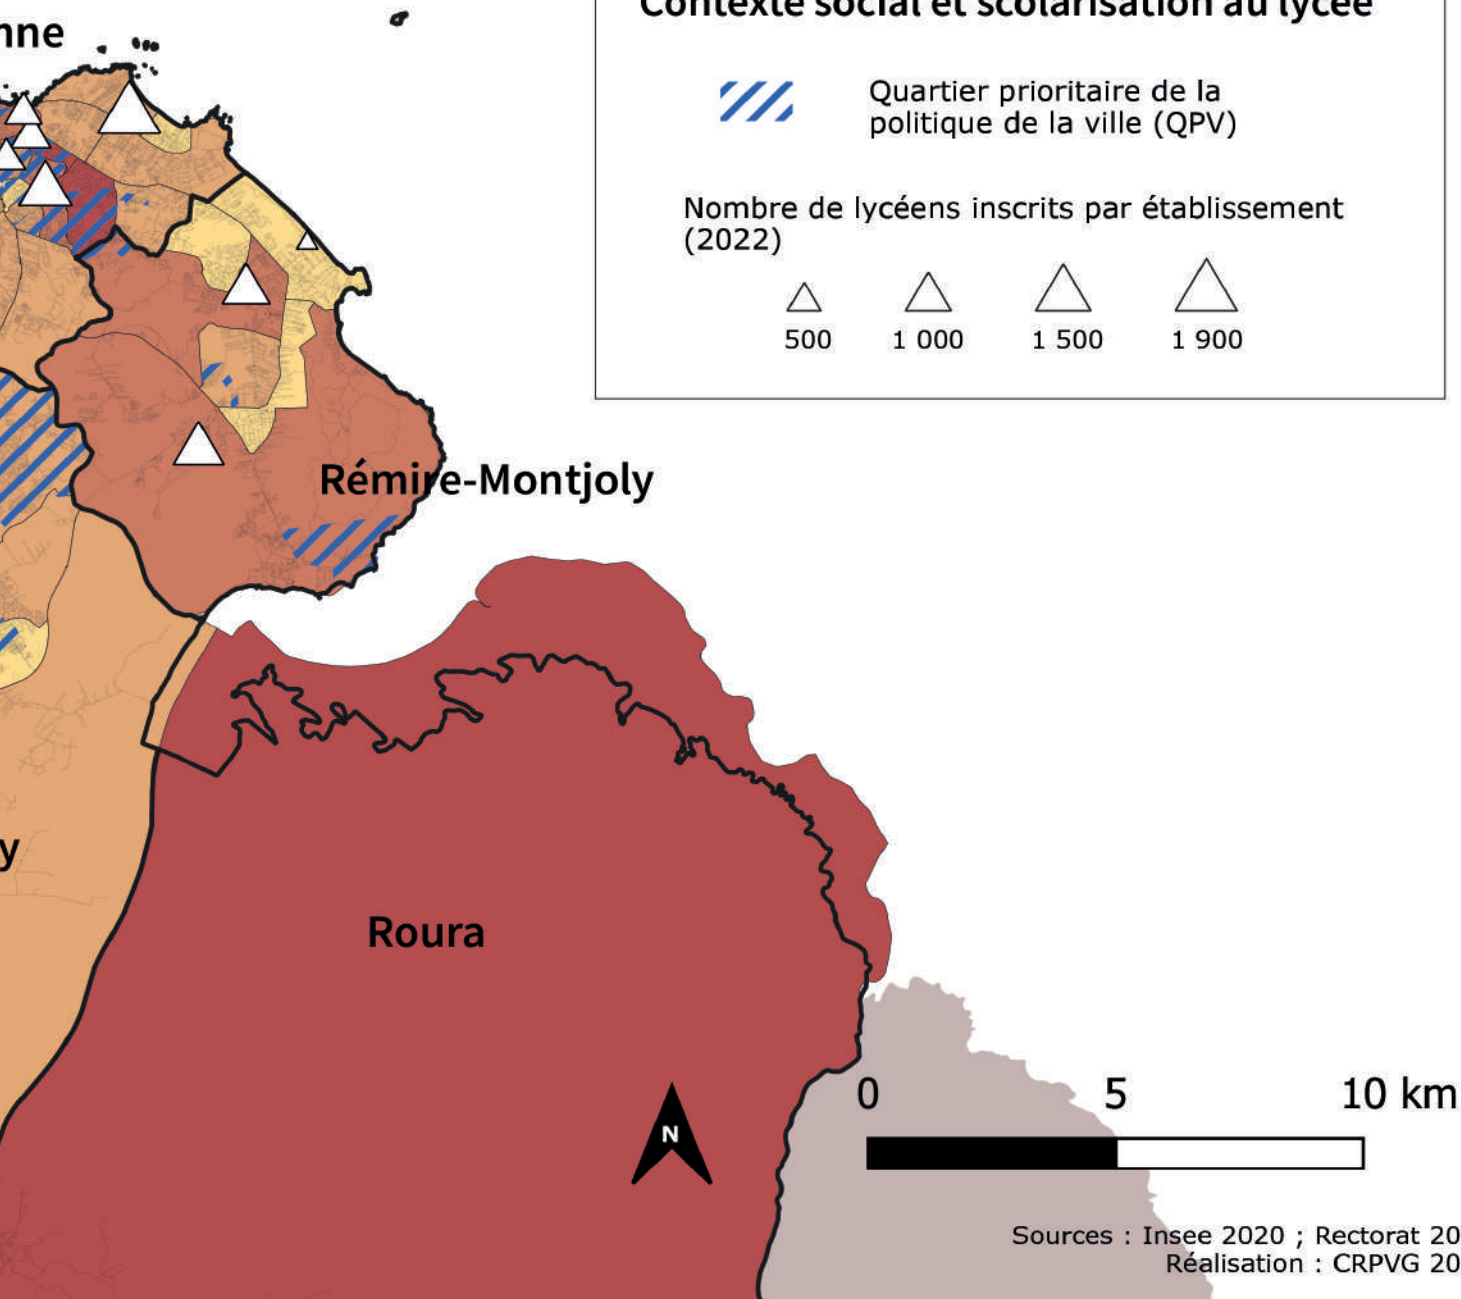 Contexte social et scolarisation au lycée
nne
Quartier prioritaire de la
politique de la ville (QPV)
Nombre de lycéens inscrits par établissement
(2022)
500 1 000 1 500 1 900
Rémire-Montjoly
y
Roura
N
0 5 10 km
Sources : Insee 2020 ; Rectorat 20
Réalisation : CRPVG 20